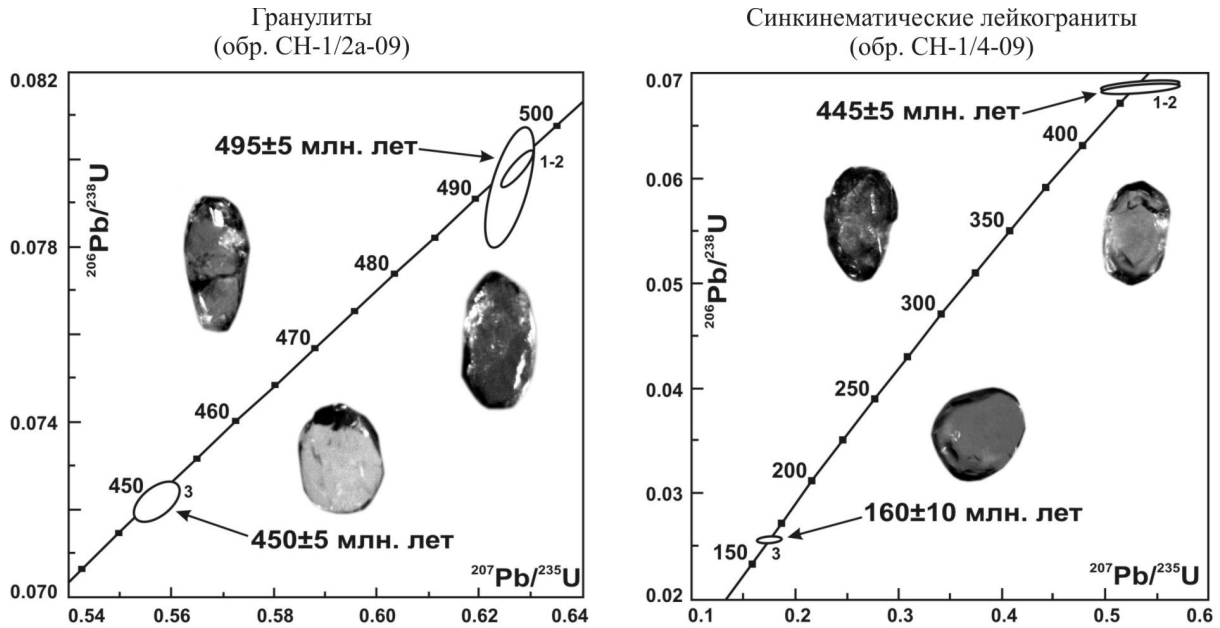 Гранулиты
(обр. СН-1/2а-09)
0.082
0.078
0.074
0.070
²⁰⁶Pb/²³⁸U
500
495±5 млн. лет
1-2
490
480
470
460
450
3
450±5 млн. лет
²⁰⁷Pb/²³⁵U
0.54 0.56 0.58 0.60 0.62 0.64
Синкинематические лейкограниты
(обр. СН-1/4-09)
0.07
0.06
0.05
0.04
0.03
0.02
²⁰⁶Pb/²³⁸U
445±5 млн. лет
1-2
400
350
300
250
200
160±10 млн. лет
150
3
²⁰⁷Pb/²³⁵U
0.1 0.2 0.3 0.4 0.5 0.6